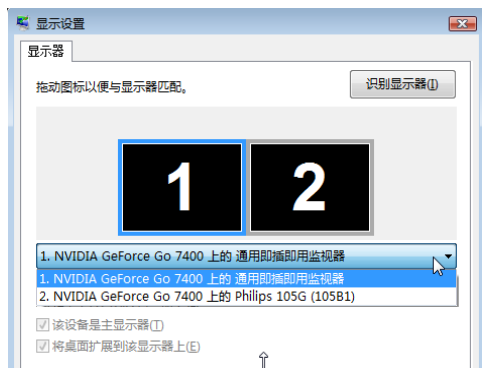 显示设置
显示器
拖动图标以便与显示器匹配。
识别显示器(I)
1 2
1. NVIDIA GeForce Go 7400 上的 通用即插即用监视器
1. NVIDIA GeForce Go 7400 上的 通用即插即用监视器
2. NVIDIA GeForce Go 7400 上的 Philips 105G (105B1)
该设备是主显示器(T)
将桌面扩展到该显示器上(E)